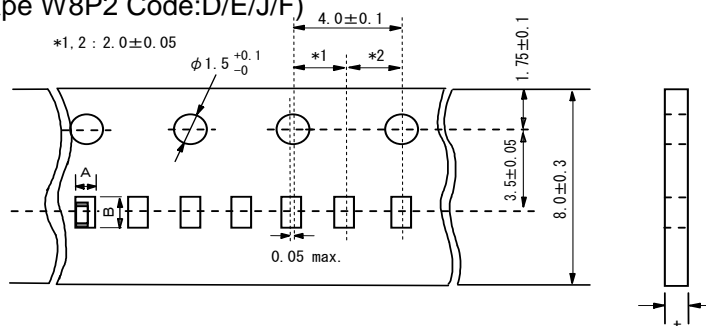 W8P2 Code:D/E/J/F)
*1,2 : 2.0±0.05
4.0±0.1
*1
*2
φ1.5 +0.1 -0
1.75±0.1
A
B
3.5±0.05
8.0±0.3
0.05 max.
t